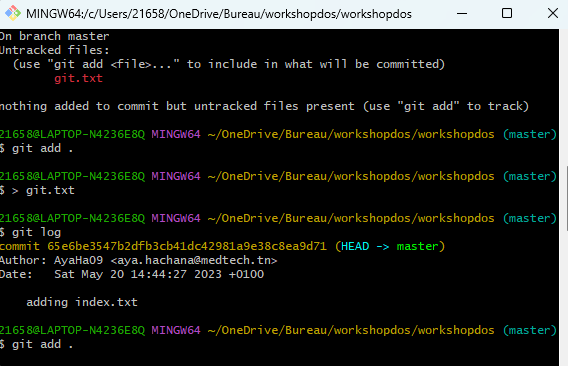 MINGW64:/c/Users/21658/OneDrive/Bureau/workshopdos/workshopdos
On branch master
Untracked files:
  (use "git add <file>..." to include in what will be committed)
        git.txt

nothing added to commit but untracked files present (use "git add" to track)

21658@LAPTOP-N4236E8Q MINGW64 ~/OneDrive/Bureau/workshopdos/workshopdos (master)
$ git add .

21658@LAPTOP-N4236E8Q MINGW64 ~/OneDrive/Bureau/workshopdos/workshopdos (master)
$ > git.txt

21658@LAPTOP-N4236E8Q MINGW64 ~/OneDrive/Bureau/workshopdos/workshopdos (master)
$ git log
commit 65e6be3547b2dfb3cb41dc42981a9e38c8ea9d71 (HEAD -> master)
Author: AyaHa09 <aya.hachana@medtech.tn>
Date:   Sat May 20 14:44:27 2023 +0100

    adding index.txt

21658@LAPTOP-N4236E8Q MINGW64 ~/OneDrive/Bureau/workshopdos/workshopdos (master)
$ git add .